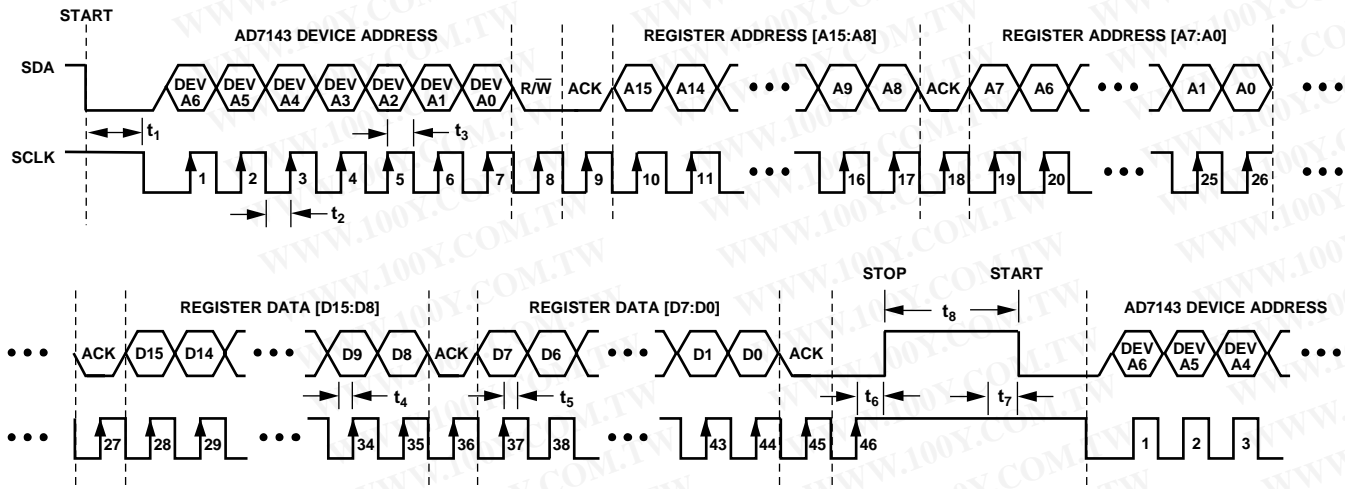 START
AD7143 DEVICE ADDRESS
REGISTER ADDRESS [A15:A8]
REGISTER ADDRESS [A7:A0]
SDA
DEV A6 DEV A5 DEV A4 DEV A3 DEV A2 DEV A1 DEV A0 R/W ACK A15 A14 A9 A8 ACK A7 A6 A1 A0
t1
t3
SCLK
1 2 3 4 5 6 7 8 9 10 11 16 17 18 19 20 25 26
t2
STOP START
REGISTER DATA [D15:D8]
REGISTER DATA [D7:D0]
t8
AD7143 DEVICE ADDRESS
ACK D15 D14 D9 D8 ACK D7 D6 D1 D0 ACK DEV A6 DEV A5 DEV A4
t4
t5
t6
t7
27 28 29 34 35 36 37 38 43 44 45 46 1 2 3
WWW.100Y.COM.TW